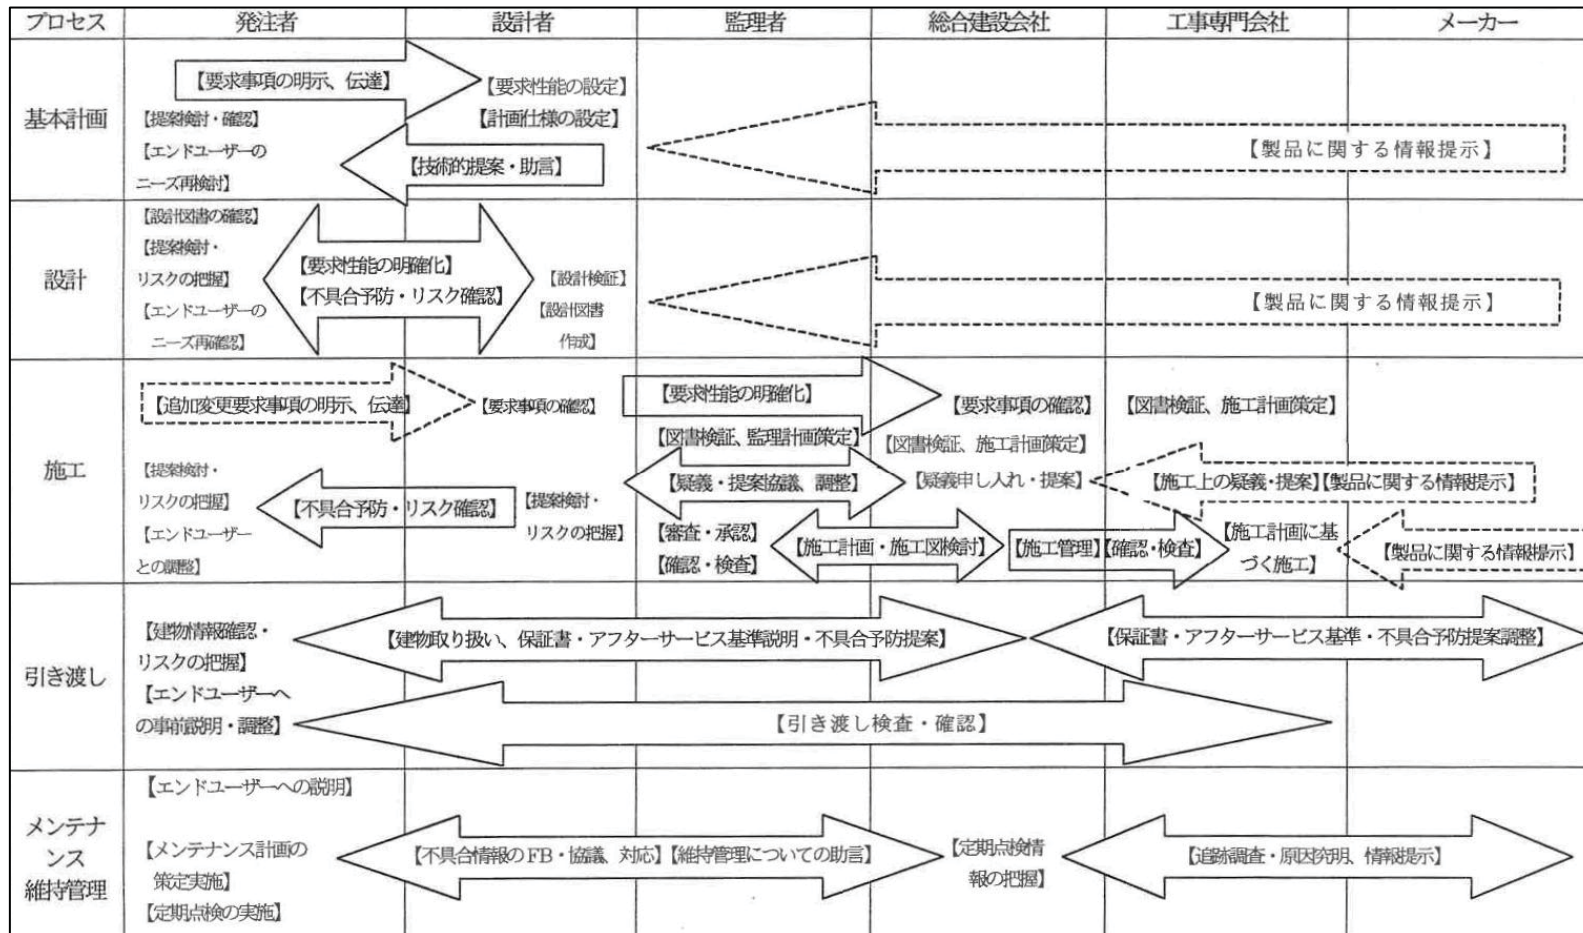 プロセス 発注者 設計者 監理者 総合建設会社 工事専門会社 メーカー
基本計画
【要求事項の明示、伝達】
【要求性能の設定】
【計画仕様の設定】
【提案検討・確認】
【エンドユーザーの
ニーズ再検討】
【技術的提案・助言】
【製品に関する情報提示】
設計
【設計図書の確認】
【提案検討・
リスクの把握】
【エンドユーザーの
ニーズ再確認】
【要求性能の明確化】
【不具合予防・リスク確認】
【設計検証】
【設計図書
作成】
【製品に関する情報提示】
施工
【追加変更要求事項の明示、伝達】
【要求事項の確認】
【要求性能の明確化】
【要求事項の確認】
【図書検証、施工計画策定】
【図書検証、監理計画策定】
【図書検証、施工計画策定】
【提案検討・
リスクの把握】
【エンドユーザー
との調整】
【不具合予防・リスク確認】
【提案検討・
リスクの把握】
【疑義・提案協議、調整】
【疑義申し入れ・提案】
【施工上の疑義・提案】【製品に関する情報提示】
【審査・承認】
【確認・検査】
【施工計画・施工図検討】
【施工管理】【確認・検査】
【施工計画に基
づく施工】
【製品に関する情報提示】
引き渡し
【建物情報確認・
リスクの把握】
【エンドユーザーへ
の事前説明・調整】
【建物取り扱い、保証書・アフターサービス基準説明・不具合予防提案】
【保証書・アフターサービス基準・不具合予防提案調整】
【引き渡し検査・確認】
メンテナ
ンス
維持管理
【エンドユーザーへの説明】
【メンテナンス計画の
策定実施】
【定期点検の実施】
【不具合情報のFB・協議、対応】【維持管理についての助言】
【定期点検情
報の把握】
【追跡調査・原因究明、情報提示】